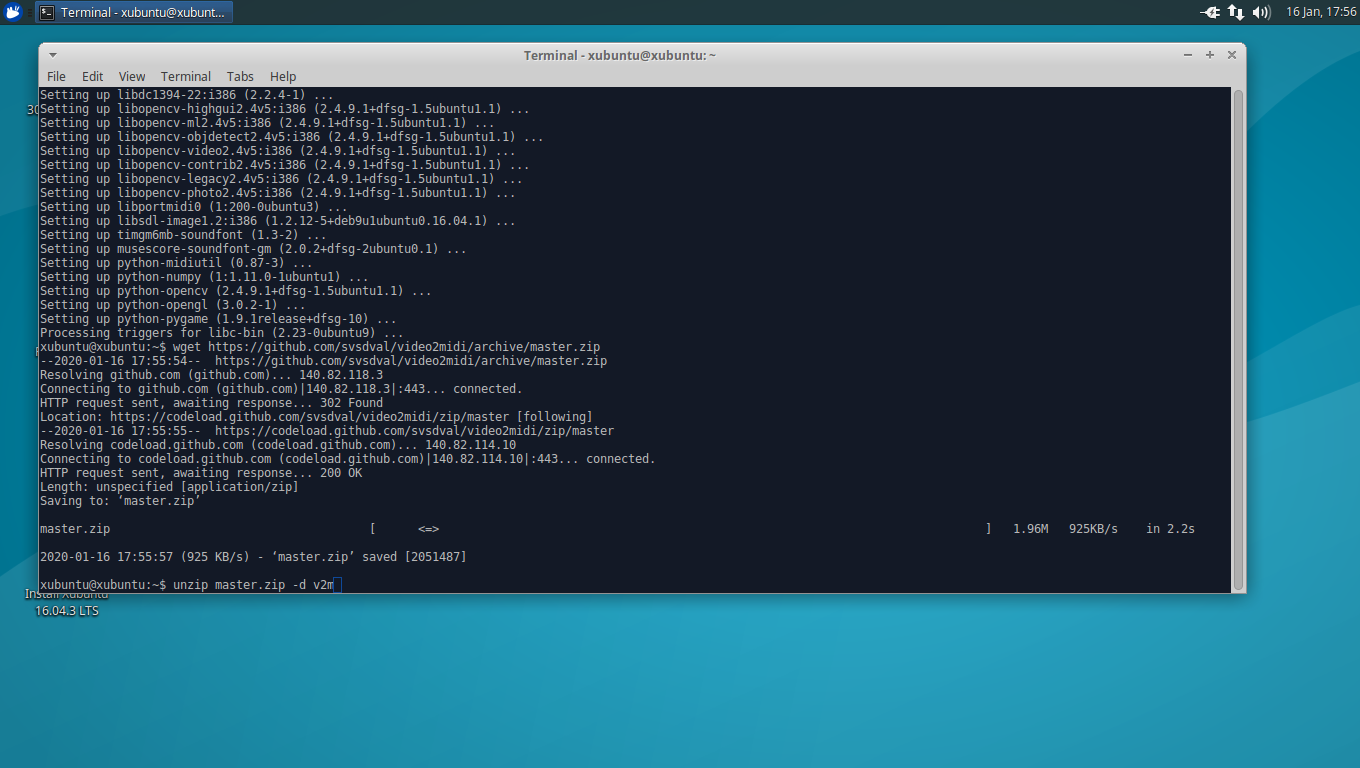 Terminal - xubuntu@xubunt...
16 Jan, 17:56
Terminal - xubuntu@xubuntu: ~
File Edit View Terminal Tabs Help
Setting up libdc1394-22:i386 (2.2.4-1) ...
Setting up libopencv-highgui2.4v5:i386 (2.4.9.1+dfsg-1.5ubuntu1.1) ...
Setting up libopencv-ml2.4v5:i386 (2.4.9.1+dfsg-1.5ubuntu1.1) ...
Setting up libopencv-objdetect2.4v5:i386 (2.4.9.1+dfsg-1.5ubuntu1.1) ...
Setting up libopencv-video2.4v5:i386 (2.4.9.1+dfsg-1.5ubuntu1.1) ...
Setting up libopencv-contrib2.4v5:i386 (2.4.9.1+dfsg-1.5ubuntu1.1) ...
Setting up libopencv-legacy2.4v5:i386 (2.4.9.1+dfsg-1.5ubuntu1.1) ...
Setting up libopencv-photo2.4v5:i386 (2.4.9.1+dfsg-1.5ubuntu1.1) ...
Setting up libportmidi0 (1:200-0ubuntu3) ...
Setting up libsdl-image1.2:i386 (1.2.12-5+deb9u1ubuntu0.16.04.1) ...
Setting up timgm6mb-soundfont (1.3-2) ...
Setting up musescore-soundfont-gm (2.0.2+dfsg-2ubuntu0.1) ...
Setting up python-midiutil (0.87-3) ...
Setting up python-numpy (1:1.11.0-1ubuntu1) ...
Setting up python-opencv (2.4.9.1+dfsg-1.5ubuntu1.1) ...
Setting up python-opengl (3.0.2-1) ...
Setting up python-pygame (1.9.1release+dfsg-10) ...
Processing triggers for libc-bin (2.23-0ubuntu9) ...
xubuntu@xubuntu:~$ wget https://github.com/svsdval/video2midi/archive/master.zip
--2020-01-16 17:55:54--  https://github.com/svsdval/video2midi/archive/master.zip
Resolving github.com (github.com)... 140.82.118.3
Connecting to github.com (github.com)|140.82.118.3|:443... connected.
HTTP request sent, awaiting response... 302 Found
Location: https://codeload.github.com/svsdval/video2midi/zip/master [following]
--2020-01-16 17:55:55--  https://codeload.github.com/svsdval/video2midi/zip/master
Resolving codeload.github.com (codeload.github.com)... 140.82.114.10
Connecting to codeload.github.com (codeload.github.com)|140.82.114.10|:443... connected.
HTTP request sent, awaiting response... 200 OK
Length: unspecified [application/zip]
Saving to: ‘master.zip’
master.zip [ <=> ] 1.96M 925KB/s in 2.2s
2020-01-16 17:55:57 (925 KB/s) - ‘master.zip’ saved [2051487]
xubuntu@xubuntu:~$ unzip master.zip -d v2m
Install Xubuntu
16.04.3 LTS